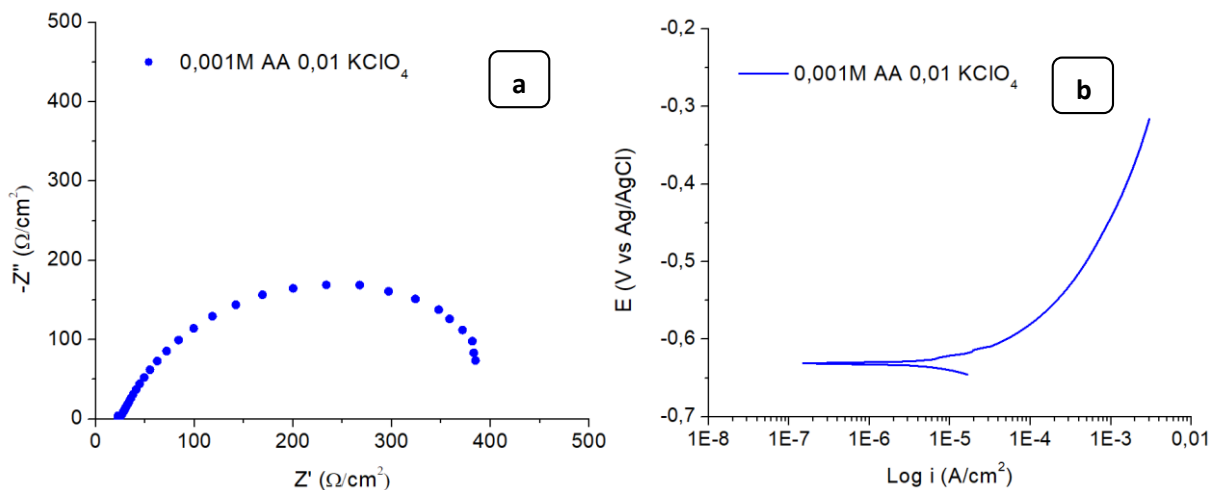 500
400
300
200
100
0
0 100 200 300 400 500
-Z'' (Ω/cm²)
Z' (Ω/cm²)
0,001M AA 0,01 KClO₄
a
-0,2
-0,3
-0,4
-0,5
-0,6
-0,7
1E-8 1E-7 1E-6 1E-5 1E-4 1E-3 0,01
E (V vs Ag/AgCl)
Log i (A/cm²)
0,001M AA 0,01 KClO₄
b